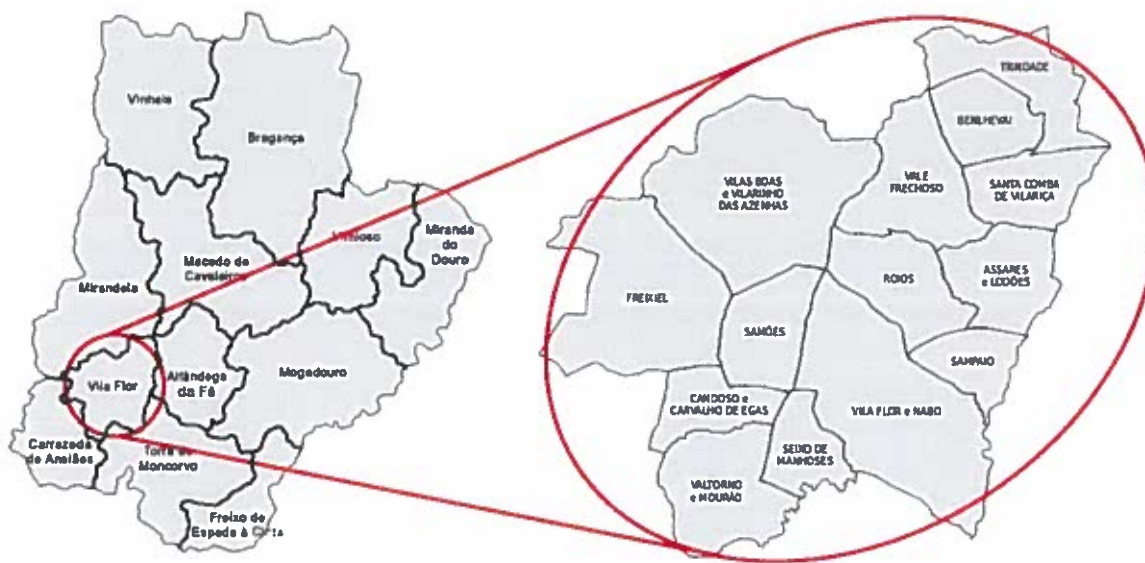 Vinhais
Bragança
Vimioso
Miranda
do
Douro
Macedo de
Cavaleiros
Mirandela
Mogadouro
Vila Flor
Alfândega
da Fé
Carrazeda
de Ansiães
Torre de
Moncorvo
Freixo de
Espada à
TRINDADE
BENLHEVAI
VALE
FRECHOSO
SANTA COMBA
DE VILARIÇA
VILAS BOAS
e VILARINHO
DAS AZENHAS
ROIOS
ASSARES
e LODÕES
FREIXIEL
SAMÕES
SAMPAIO
CANDOSO e
CARVALHO DE EGAS
VILA FLOR e NABO
SEIXO DE
MANHOSES
VALTORNO
e MOURÃO